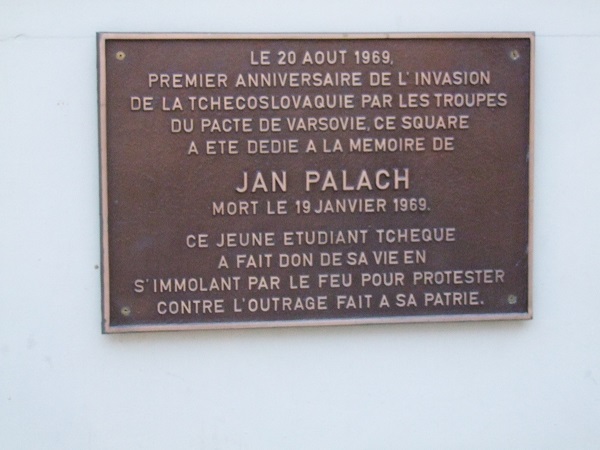 LE 20 AOUT 1969,
PREMIER ANNIVERSAIRE DE L'INVASION
DE LA TCHECOSLOVAQUIE PAR LES TROUPES
DU PACTE DE VARSOVIE, CE SQUARE
A ETE DEDIE A LA MEMOIRE DE
JAN PALACH
MORT LE 19 JANVIER 1969.
CE JEUNE ETUDIANT TCHEQUE
A FAIT DON DE SA VIE EN
S'IMMOLANT PAR LE FEU POUR PROTESTER
CONTRE L'OUTRAGE FAIT A SA PATRIE.